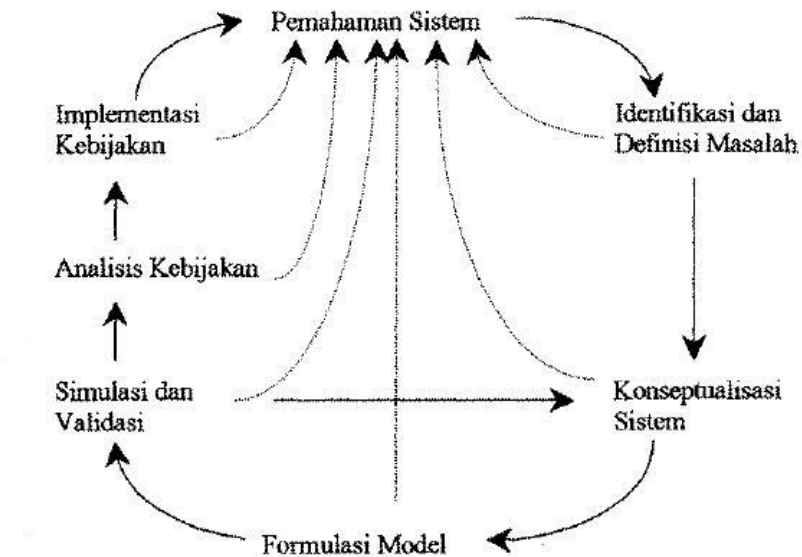 Pemahaman Sistem
Implementasi
Kebijakan
Identifikasi dan
Definisi Masalah
Analisis Kebijakan
Simulasi dan
Validasi
Konseptualisasi
Sistem
Formulasi Model